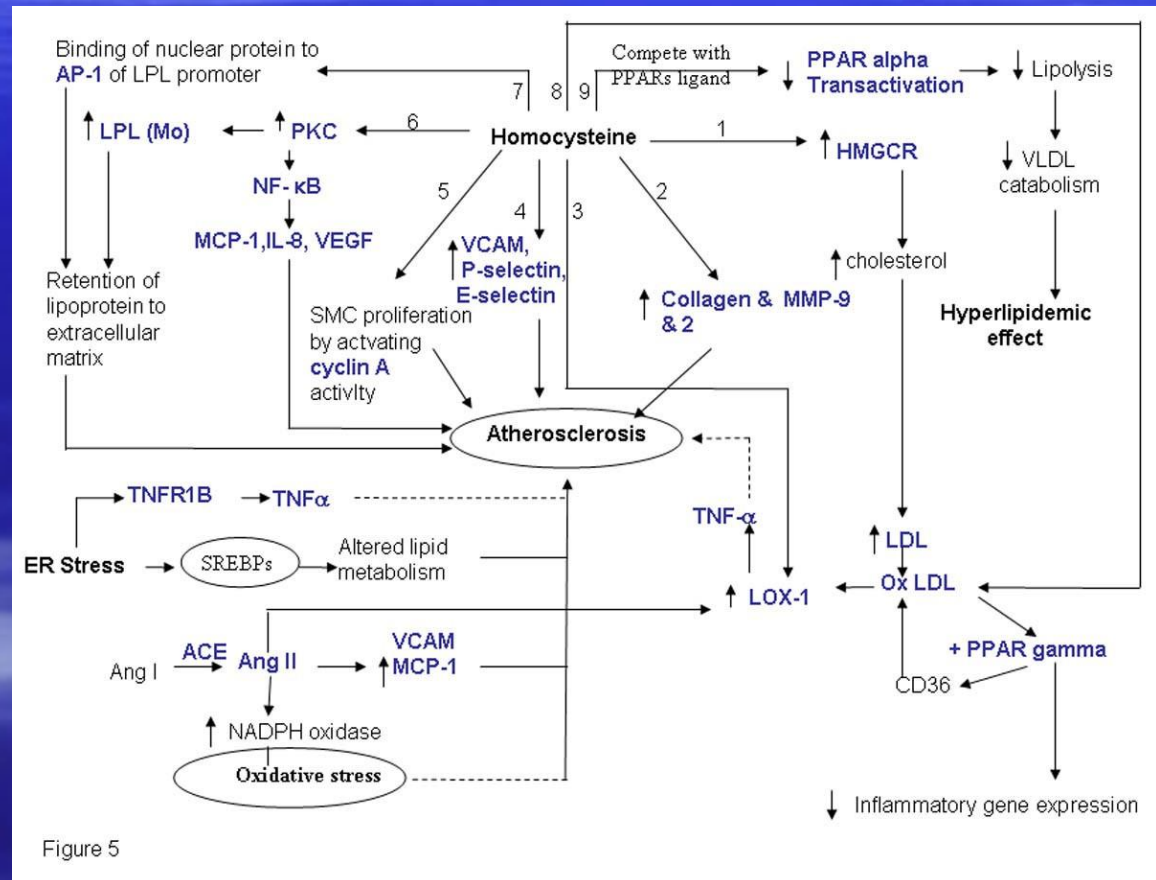 Binding of nuclear protein to
AP-1 of LPL promoter
7
8
9
Compete with
PPARs ligand
↓ PPAR alpha
Transactivation
↓ Lipolysis
↑ LPL (Mo)
↑ PKC
6
Homocysteine
1
↑ HMGCR
↓ VLDL
catabolism
NF- κB
5
4
3
2
MCP-1,IL-8, VEGF
↑ VCAM,
P-selectin,
E-selectin
↑ cholesterol
Retention of
lipoprotein to
extracellular
matrix
SMC proliferation
by actvating
cyclin A
activity
↑ Collagen & MMP-9
& 2
Hyperlipidemic
effect
Atherosclerosis
TNFR1B
TNFα
TNF-α
ER Stress
SREBPs
Altered lipid
metabolism
↑ LDL
Ox LDL
↑ LOX-1
Ang I
ACE
Ang II
↑ VCAM
MCP-1
+ PPAR gamma
CD36
↑ NADPH oxidase
Oxidative stress
↓ Inflammatory gene expression
Figure 5